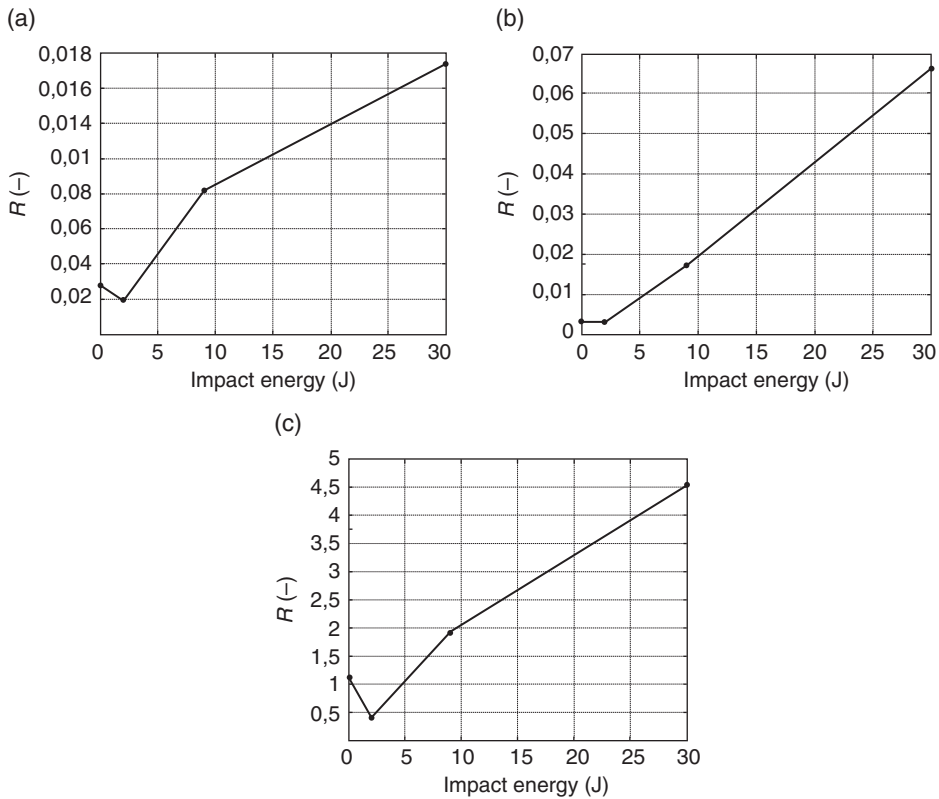 (a)
0,018
0,016
0,014
0,01
0,08
0,06
0,04
0,02
R (–)
0 5 10 15 20 25 30
Impact energy (J)
(b)
0,07
0,06
0,05
0,04
0,03
0,02
0,01
0
R (–)
0 5 10 15 20 25 30
Impact energy (J)
(c)
5
4,5
4
3,5
3
2,5
2
1,5
1
0,5
R (–)
0 5 10 15 20 25 30
Impact energy (J)